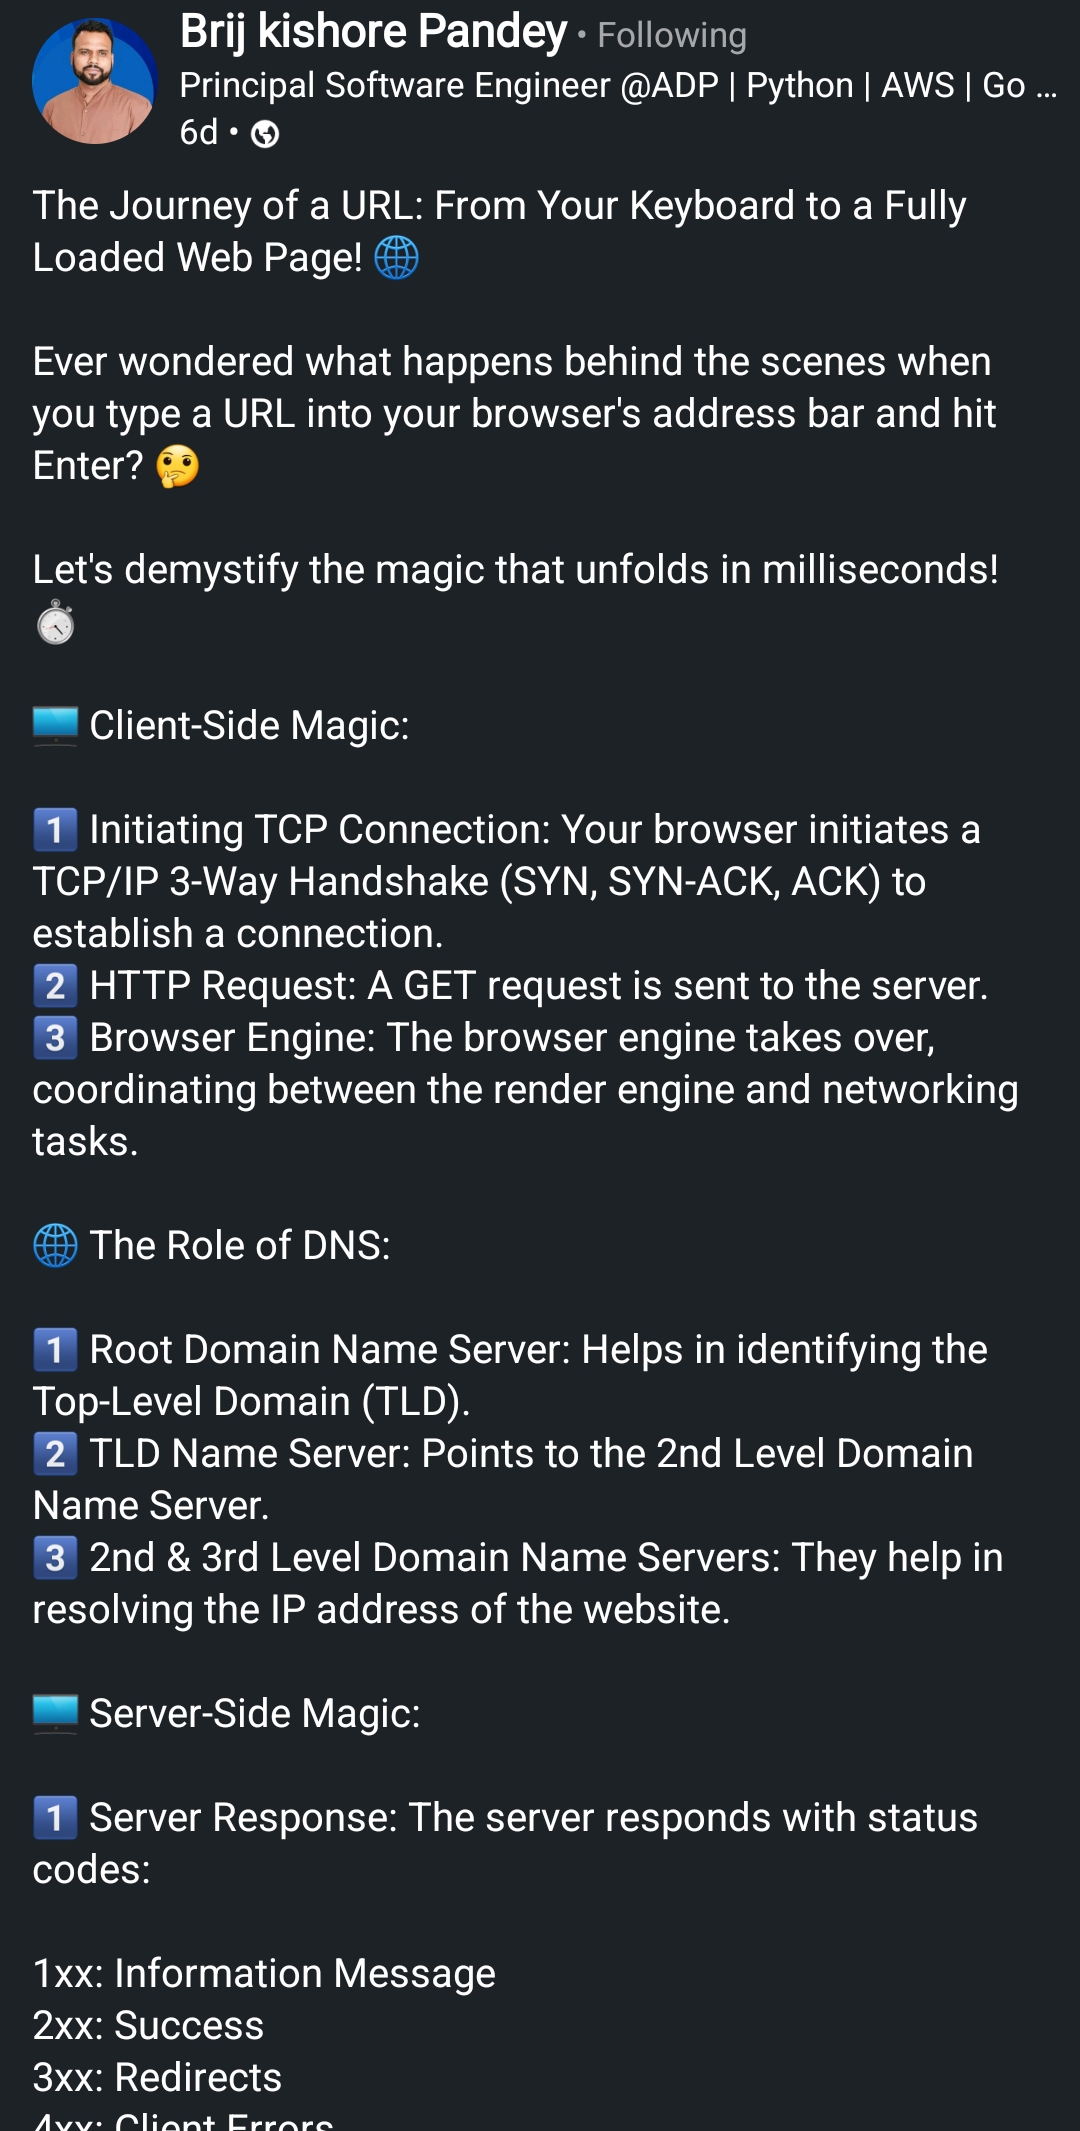 Brij kishore Pandey • Following
Principal Software Engineer @ADP | Python | AWS | Go ...
6d •
The Journey of a URL: From Your Keyboard to a Fully
Loaded Web Page! 🌐
Ever wondered what happens behind the scenes when
you type a URL into your browser's address bar and hit
Enter? 🤔
Let's demystify the magic that unfolds in milliseconds!
⏱️
🖥️ Client-Side Magic:
1️⃣ Initiating TCP Connection: Your browser initiates a
TCP/IP 3-Way Handshake (SYN, SYN-ACK, ACK) to
establish a connection.
2️⃣ HTTP Request: A GET request is sent to the server.
3️⃣ Browser Engine: The browser engine takes over,
coordinating between the render engine and networking
tasks.
🌐 The Role of DNS:
1️⃣ Root Domain Name Server: Helps in identifying the
Top-Level Domain (TLD).
2️⃣ TLD Name Server: Points to the 2nd Level Domain
Name Server.
3️⃣ 2nd & 3rd Level Domain Name Servers: They help in
resolving the IP address of the website.
🖥️ Server-Side Magic:
1️⃣ Server Response: The server responds with status
codes:
1xx: Information Message
2xx: Success
3xx: Redirects
4xx: Client Errors